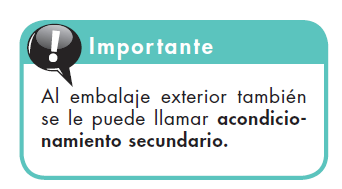 Importante
Al embalaje exterior también
se le puede llamar acondicio-
namiento secundario.